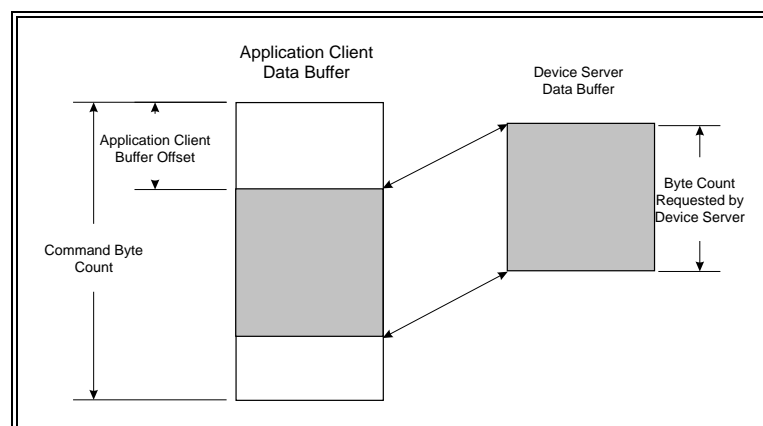 Application Client
Data Buffer
Device Server
Data Buffer
Application Client
Buffer Offset
Byte Count
Requested by
Device Server
Command Byte
Count